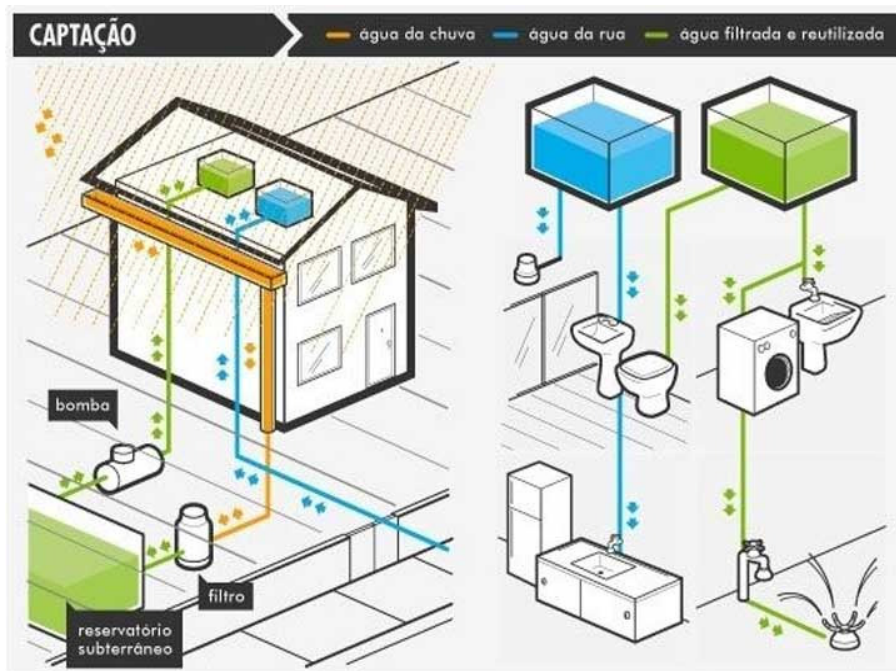 CAPTAÇÃO
água da chuva
água da rua
água filtrada e reutilizada
bomba
filtro
reservatório
subterrâneo